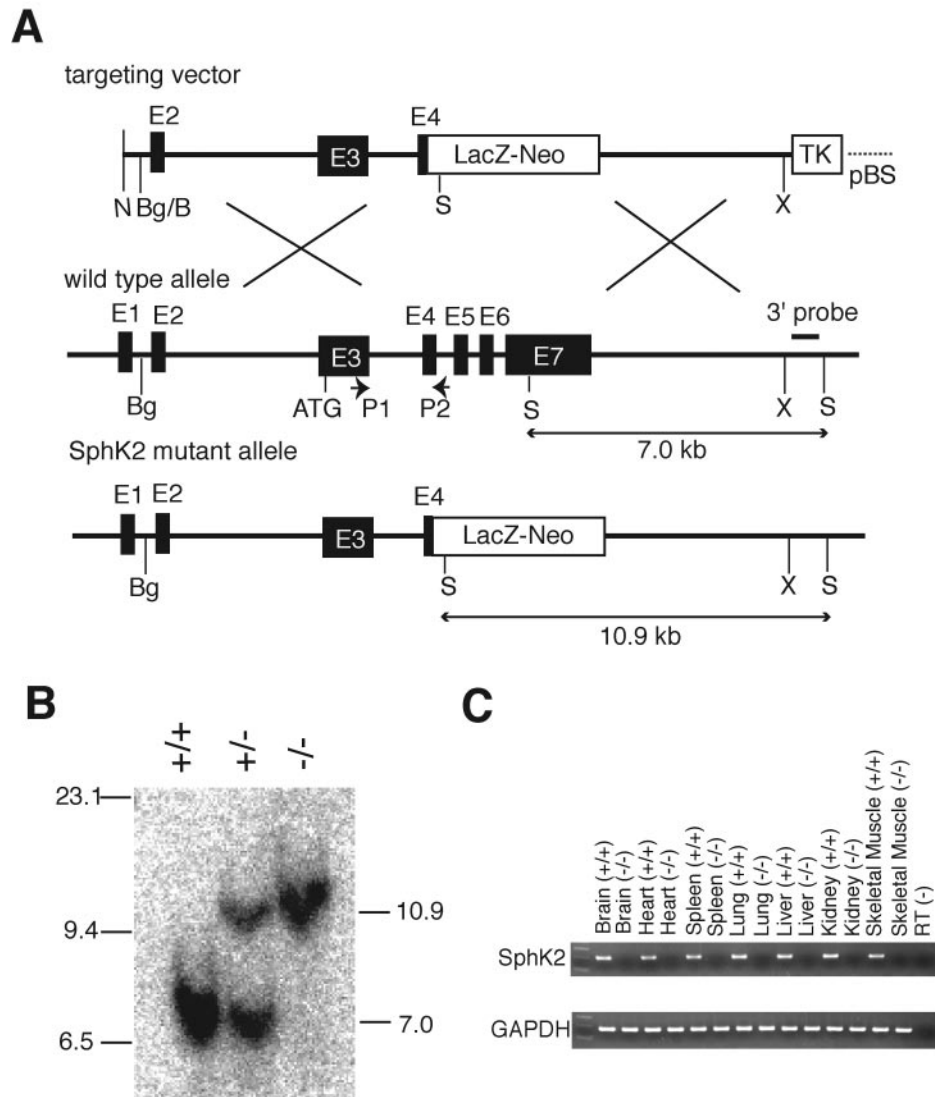 A
targeting vector
E2
E3
E4
LacZ-Neo
TK
pBS
N Bg/B
S
X
wild type allele
E1
E2
E3
E4
E5
E6
E7
3' probe
Bg
ATG
P1
P2
S
X
S
7.0 kb
SphK2 mutant allele
E1
E2
E3
E4
LacZ-Neo
Bg
S
X
S
10.9 kb
B
+/+
+/-
-/-
23.1
9.4
6.5
10.9
7.0
C
Brain (+/+)
Brain (-/-)
Heart (+/+)
Heart (-/-)
Spleen (+/+)
Spleen (-/-)
Lung (+/+)
Lung (-/-)
Liver (+/+)
Liver (-/-)
Kidney (+/+)
Kidney (-/-)
Skeletal Muscle (+/+)
Skeletal Muscle (-/-)
RT (-)
SphK2
GAPDH